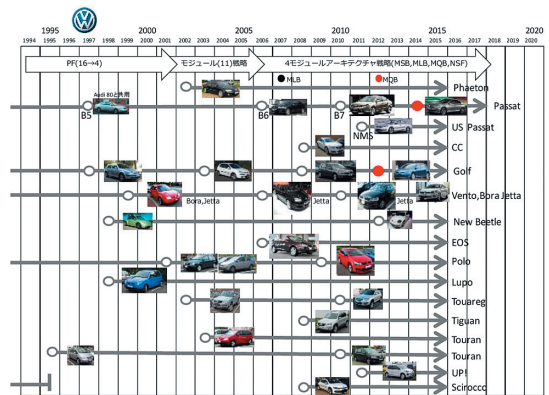 1995 2000 2005 2010 2020
1994 1995 1996 1997 1998 1999 2000 2001 2002 2003 2004 2005 2006 2007 2008 2009 2010 2011 2012 2013 2014 2015 2016 2017 2018 2019 2020
PF(16→4) モジュール(11)戦略 4モジュールアーキテクチャ戦略(MSB,MLB,MQB,NSF)
MLB MQB
Phaeton
Audi 80と共用
B5 B6 B7 Passat
NMS US Passat
CC
Golf
Bora,Jetta Jetta Jetta Vento,Bora Jetta
New Beetle
EOS
Polo
Lupo
Touareg
Tiguan
Touran
Touran
UP!
Sciroccc